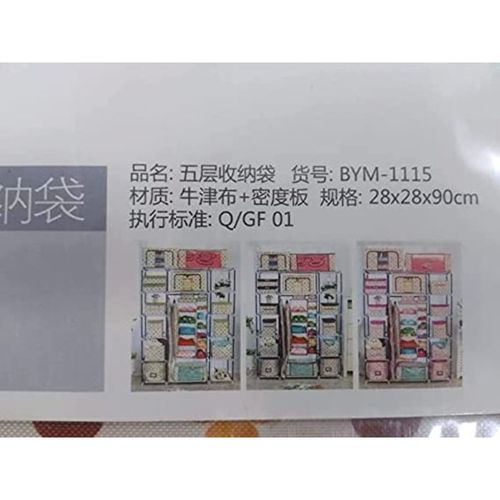 纳袋
品名: 五层收纳袋 货号: BYM-1115
材质: 牛津布+密度板 规格: 28x28x90cm
执行标准: Q/GF 01